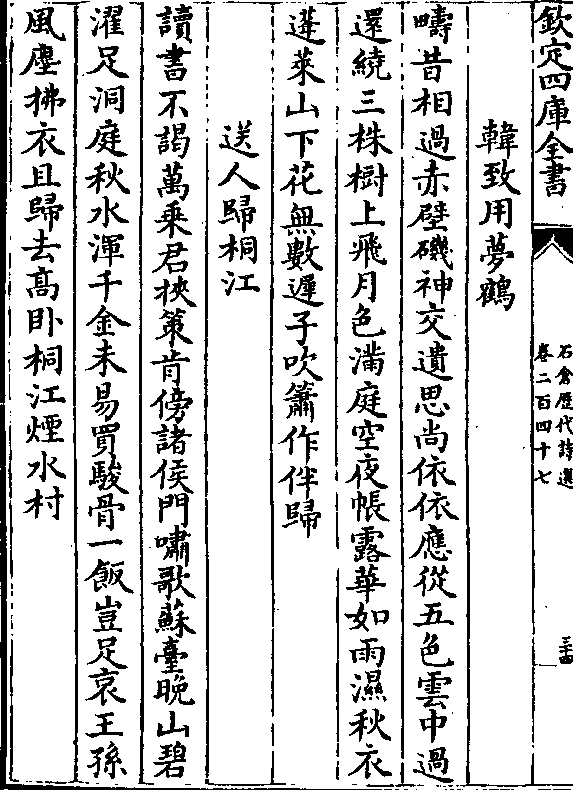 欽定四庫全書
石倉歷代詩選
卷二百四十七
三十四
韓致用夢鶴
疇昔相過赤壁磯神交遺思尚依依應從五色雲中過
還繞三株樹上飛月色滿庭空夜帳露華如雨濕秋衣
蓬萊山下花無數遲子吹簫作伴歸
送人歸桐江
讀書不謁萬乗君挾策肯傍諸侯門嘯歌蘇臺晚山碧
濯足洞庭秋水渾千金未易買駿骨一飯豈足哀王孫
風塵拂衣且歸去髙臥桐江煙水村